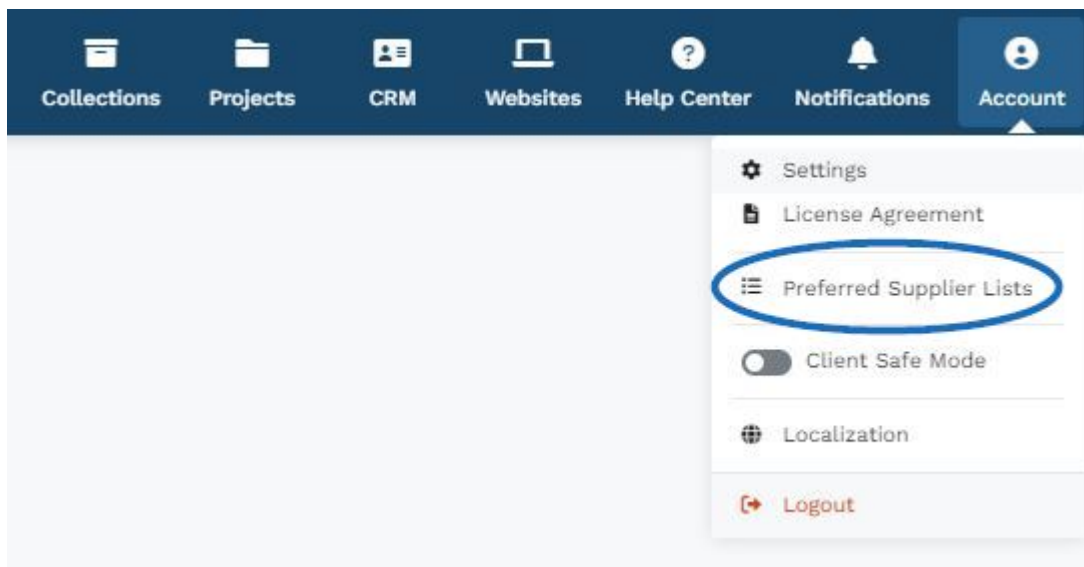 Collections Projects CRM Websites Help Center Notifications Account
Settings
License Agreement
Preferred Supplier Lists
Client Safe Mode
Localization
Logout